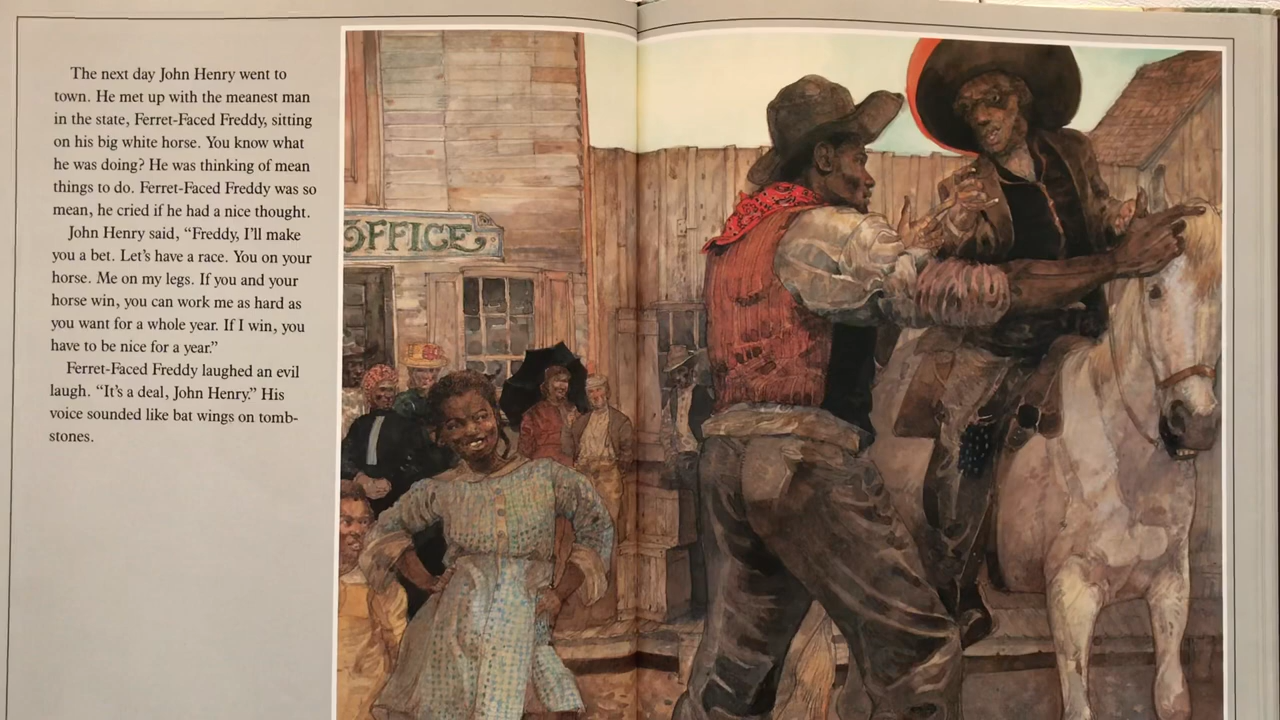 The next day John Henry went to
town. He met up with the meanest man
in the state, Ferret-Faced Freddy, sitting
on his big white horse. You know what
he was doing? He was thinking of mean
things to do. Ferret-Faced Freddy was so
mean, he cried if he had a nice thought.
John Henry said, “Freddy, I’ll make
you a bet. Let’s have a race. You on your
horse. Me on my legs. If you and your
horse win, you can work me as hard as
you want for a whole year. If I win, you
have to be nice for a year.”
Ferret-Faced Freddy laughed an evil
laugh. “It’s a deal, John Henry.” His
voice sounded like bat wings on tomb-
stones.
OFFICE